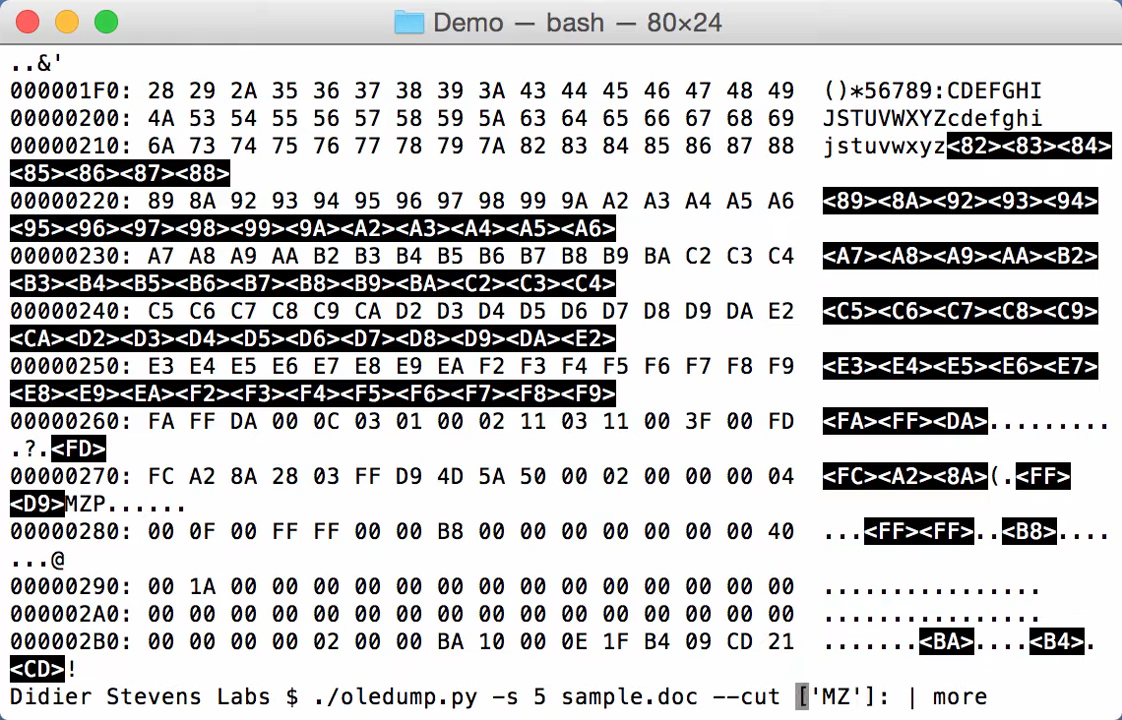 Demo — bash — 80×24
..&'
000001F0: 28 29 2A 35 36 37 38 39 3A 43 44 45 46 47 48 49  ()*56789:CDEFGHI
00000200: 4A 53 54 55 56 57 58 59 5A 63 64 65 66 67 68 69  JSTUVWXYZcdefghi
00000210: 6A 73 74 75 76 77 78 79 7A 82 83 84 85 86 87 88  jstuvwxyz<82><83><84>
<85><86><87><88>
00000220: 89 8A 92 93 94 95 96 97 98 99 9A A2 A3 A4 A5 A6  <89><8A><92><93><94>
<95><96><97><98><99><9A><A2><A3><A4><A5><A6>
00000230: A7 A8 A9 AA B2 B3 B4 B5 B6 B7 B8 B9 BA C2 C3 C4  <A7><A8><A9><AA><B2>
<B3><B4><B5><B6><B7><B8><B9><BA><C2><C3><C4>
00000240: C5 C6 C7 C8 C9 CA D2 D3 D4 D5 D6 D7 D8 D9 DA E2  <C5><C6><C7><C8><C9>
<CA><D2><D3><D4><D5><D6><D7><D8><D9><DA><E2>
00000250: E3 E4 E5 E6 E7 E8 E9 EA F2 F3 F4 F5 F6 F7 F8 F9  <E3><E4><E5><E6><E7>
<E8><E9><EA><F2><F3><F4><F5><F6><F7><F8><F9>
00000260: FA FF DA 00 0C 03 01 00 02 11 03 11 00 3F 00 FD  <FA><FF><DA>.........
.?.<FD>
00000270: FC A2 8A 28 03 FF D9 4D 5A 50 00 02 00 00 00 04  <FC><A2><8A>(.<FF>
<D9>MZP......
00000280: 00 0F 00 FF FF 00 00 B8 00 00 00 00 00 00 00 40  ...<FF><FF>..<B8>....
...@
00000290: 00 1A 00 00 00 00 00 00 00 00 00 00 00 00 00 00  ................
000002A0: 00 00 00 00 00 00 00 00 00 00 00 00 00 00 00 00  ................
000002B0: 00 00 00 00 02 00 00 BA 10 00 0E 1F B4 09 CD 21  .......<BA>....<B4>.
<CD>!
Didier Stevens Labs $ ./oledump.py -s 5 sample.doc --cut ['MZ']: | more